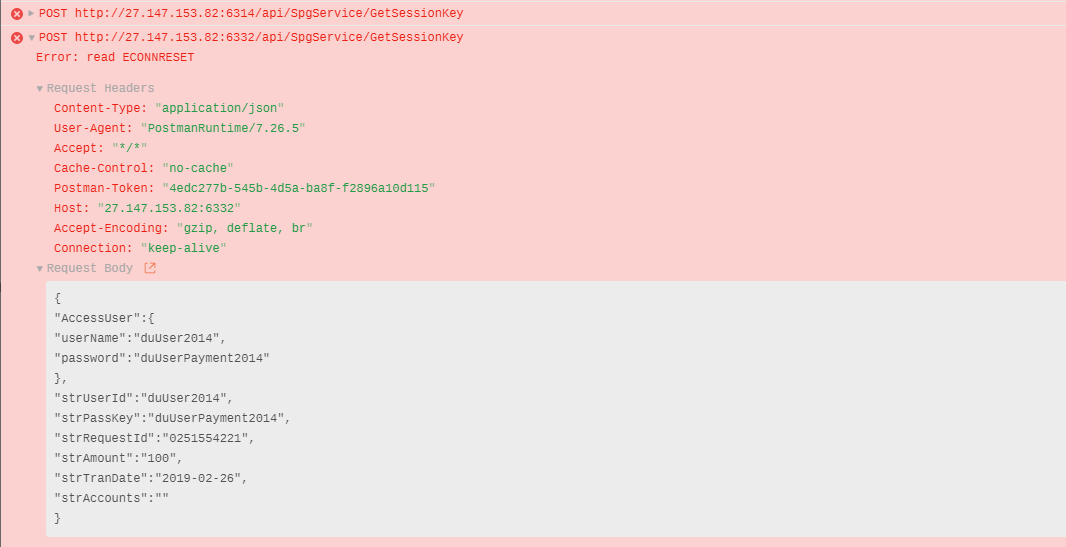 POST http://27.147.153.82:6314/api/SpgService/GetSessionKey
POST http://27.147.153.82:6332/api/SpgService/GetSessionKey
Error: read ECONNRESET
Request Headers
Content-Type: "application/json"
User-Agent: "PostmanRuntime/7.26.5"
Accept: "*/*"
Cache-Control: "no-cache"
Postman-Token: "4edc277b-545b-4d5a-ba8f-f2896a10d115"
Host: "27.147.153.82:6332"
Accept-Encoding: "gzip, deflate, br"
Connection: "keep-alive"
Request Body
{
"AccessUser":{
"userName":"duUser2014",
"password":"duUserPayment2014"
},
"strUserId":"duUser2014",
"strPassKey":"duUserPayment2014",
"strRequestId":"0251554221",
"strAmount":"100",
"strTranDate":"2019-02-26",
"strAccounts":""
}